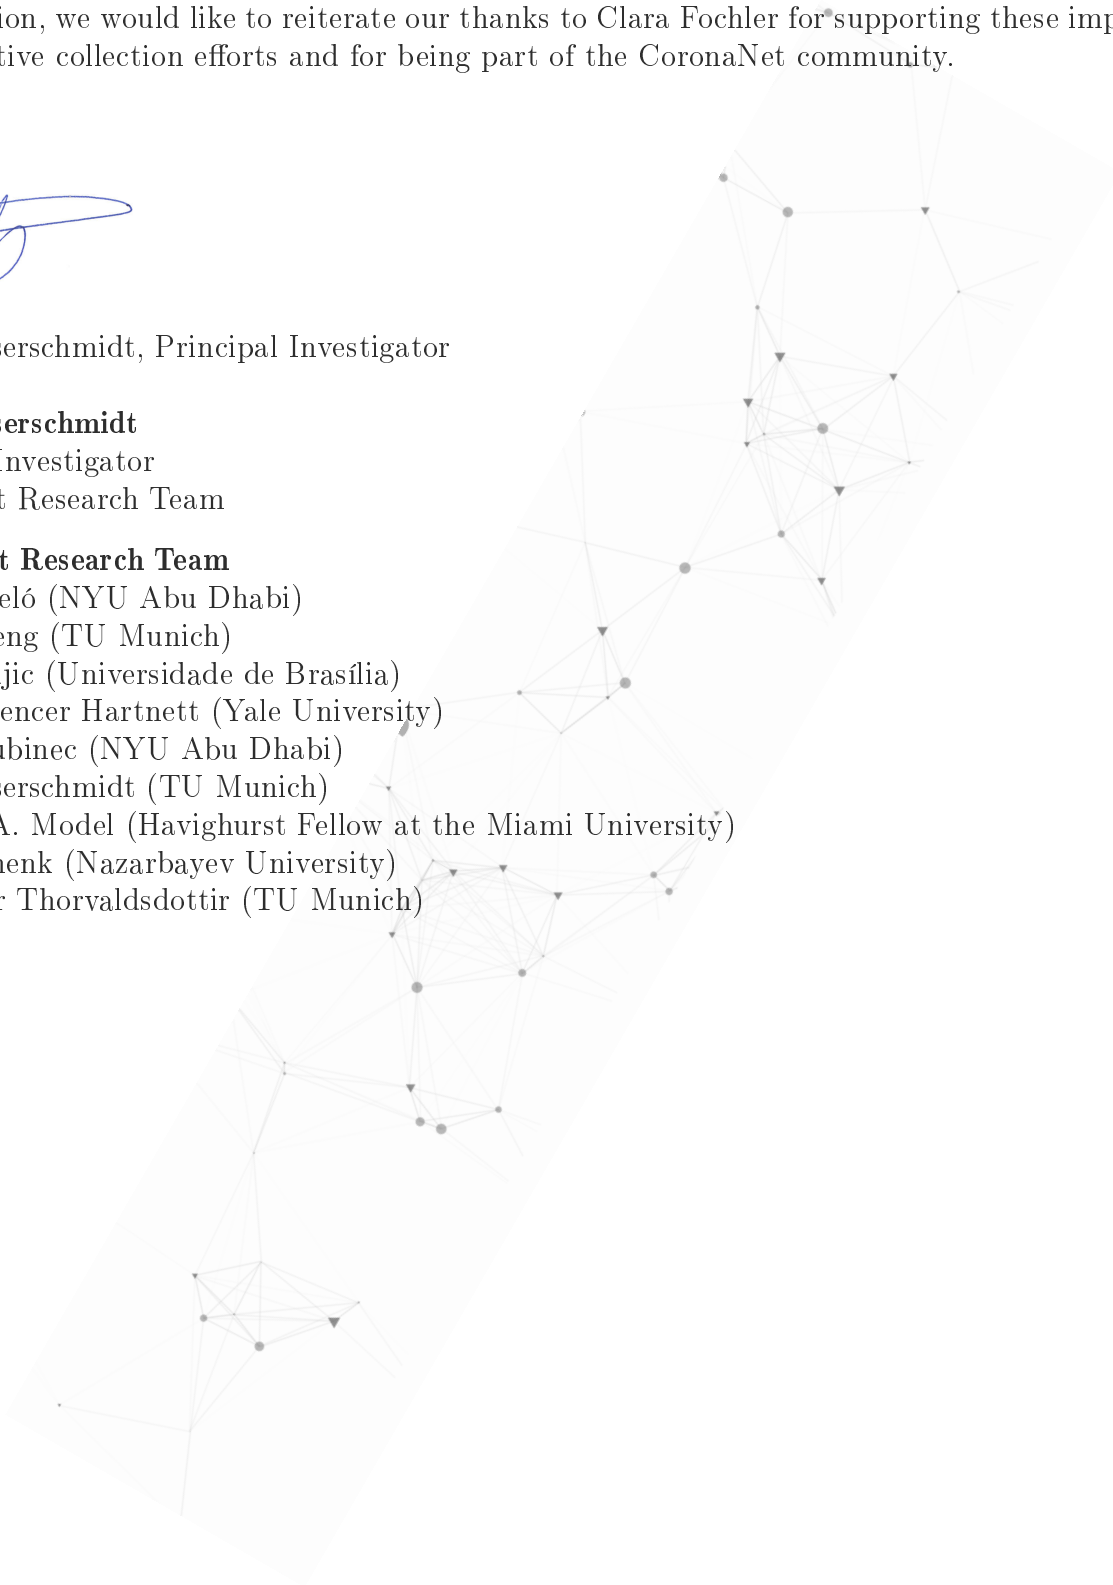 ion, we would like to reiterate our thanks to Clara Fochler for supporting these imp
tive collection efforts and for being part of the CoronaNet community.
serschmidt, Principal Investigator
serschmidt
Investigator
t Research Team
t Research Team
eló (NYU Abu Dhabi)
eng (TU Munich)
jic (Universidade de Brasília)
encer Hartnett (Yale University)
ubinec (NYU Abu Dhabi)
serschmidt (TU Munich)
A. Model (Havighurst Fellow at the Miami University)
henk (Nazarbayev University)
r Thorvaldsdottir (TU Munich)